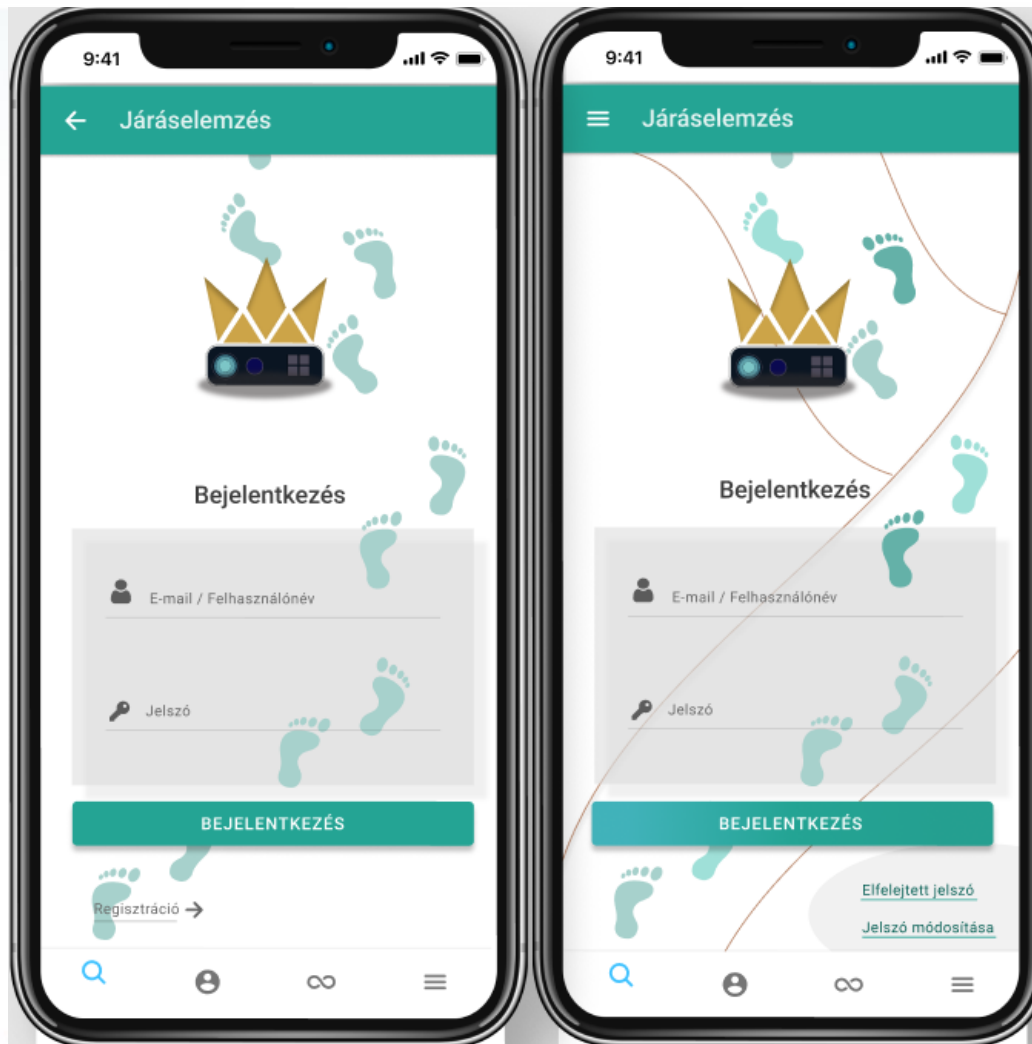 9:41
Járáselemzés
Bejelentkezés
E-mail / Felhasználónév
Jelszó
BEJELENTKEZÉS
Regisztráció
9:41
Járáselemzés
Bejelentkezés
E-mail / Felhasználónév
Jelszó
BEJELENTKEZÉS
Elfelejtett jelszó
Jelszó módosítása